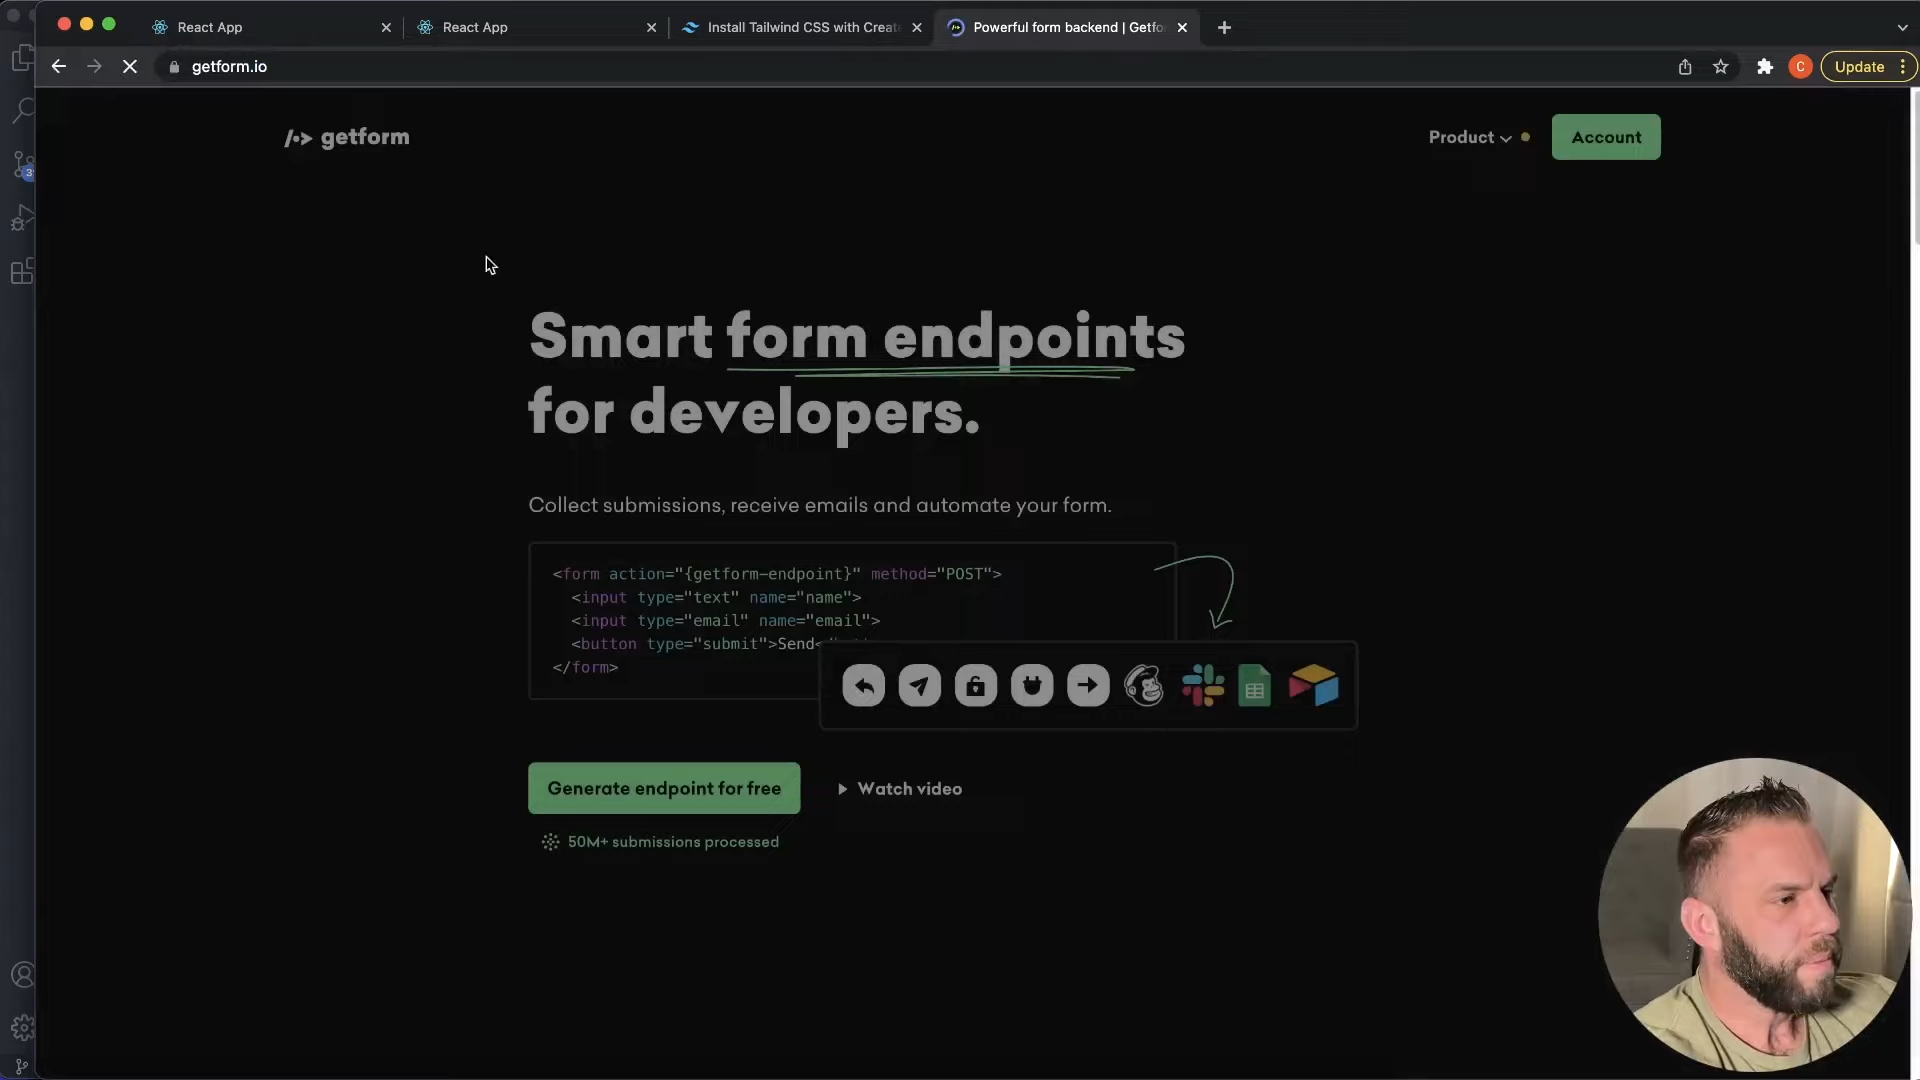 React App
React App
Install Tailwind CSS with Create
Powerful form backend | Getfo
getform.io
C
Update
3
getform
Product
Account
Smart form endpoints
for developers.
Collect submissions, receive emails and automate your form.
<form action="{getform-endpoint}" method="POST">
<input type="text" name="name">
<input type="email" name="email">
<button type="submit">Send<
</form>
Generate endpoint for free
Watch video
50M+ submissions processed